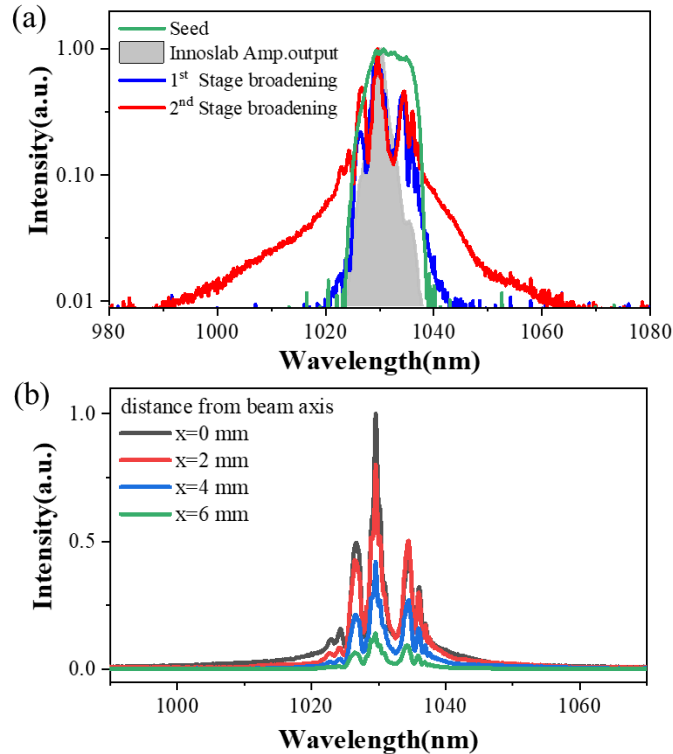 (a)
Seed
Innoslab Amp.output
1st Stage broadening
2nd Stage broadening
Intensity(a.u.)
1.00
0.10
0.01
980 1000 1020 1040 1060 1080
Wavelength(nm)
(b)
distance from beam axis
x=0 mm
x=2 mm
x=4 mm
x=6 mm
Intensity(a.u.)
1.0
0.5
0.0
1000 1020 1040 1060
Wavelength(nm)